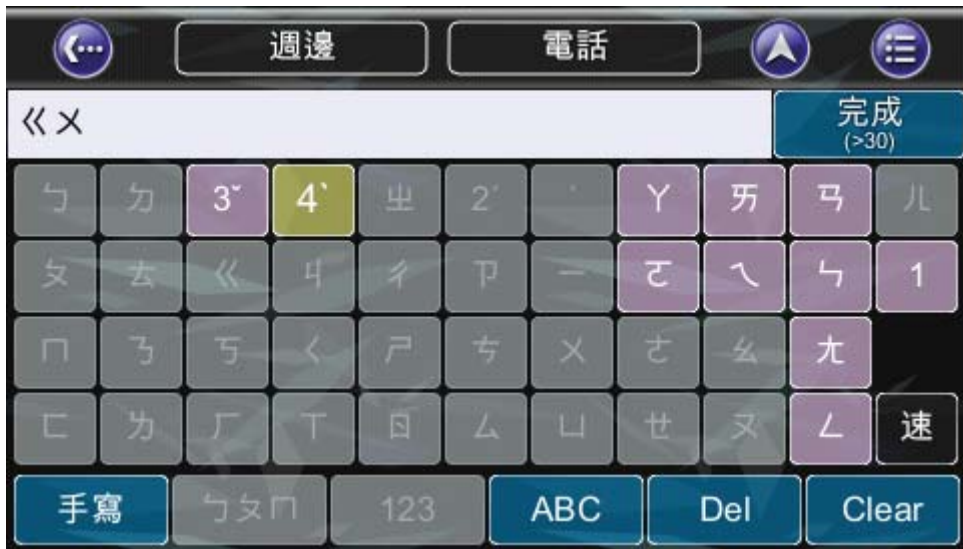 週邊 電話
ㄍㄨ 完成
(>30)
ㄅ ㄉ 3ˇ 4ˋ ㄓ 2ˊ ˙ ㄚ ㄞ ㄢ ㄦ
ㄆ ㄊ ㄍ ㄐ ㄔ ㄗ ㄧ ㄛ ㄟ ㄣ 1
ㄇ ㄋ ㄎ ㄑ ㄕ ㄘ ㄨ ㄜ ㄠ ㄤ
ㄈ ㄌ ㄏ ㄒ ㄖ ㄙ ㄩ ㄝ ㄡ ㄥ 速
手寫 ㄅㄆㄇ 123 ABC Del Clear